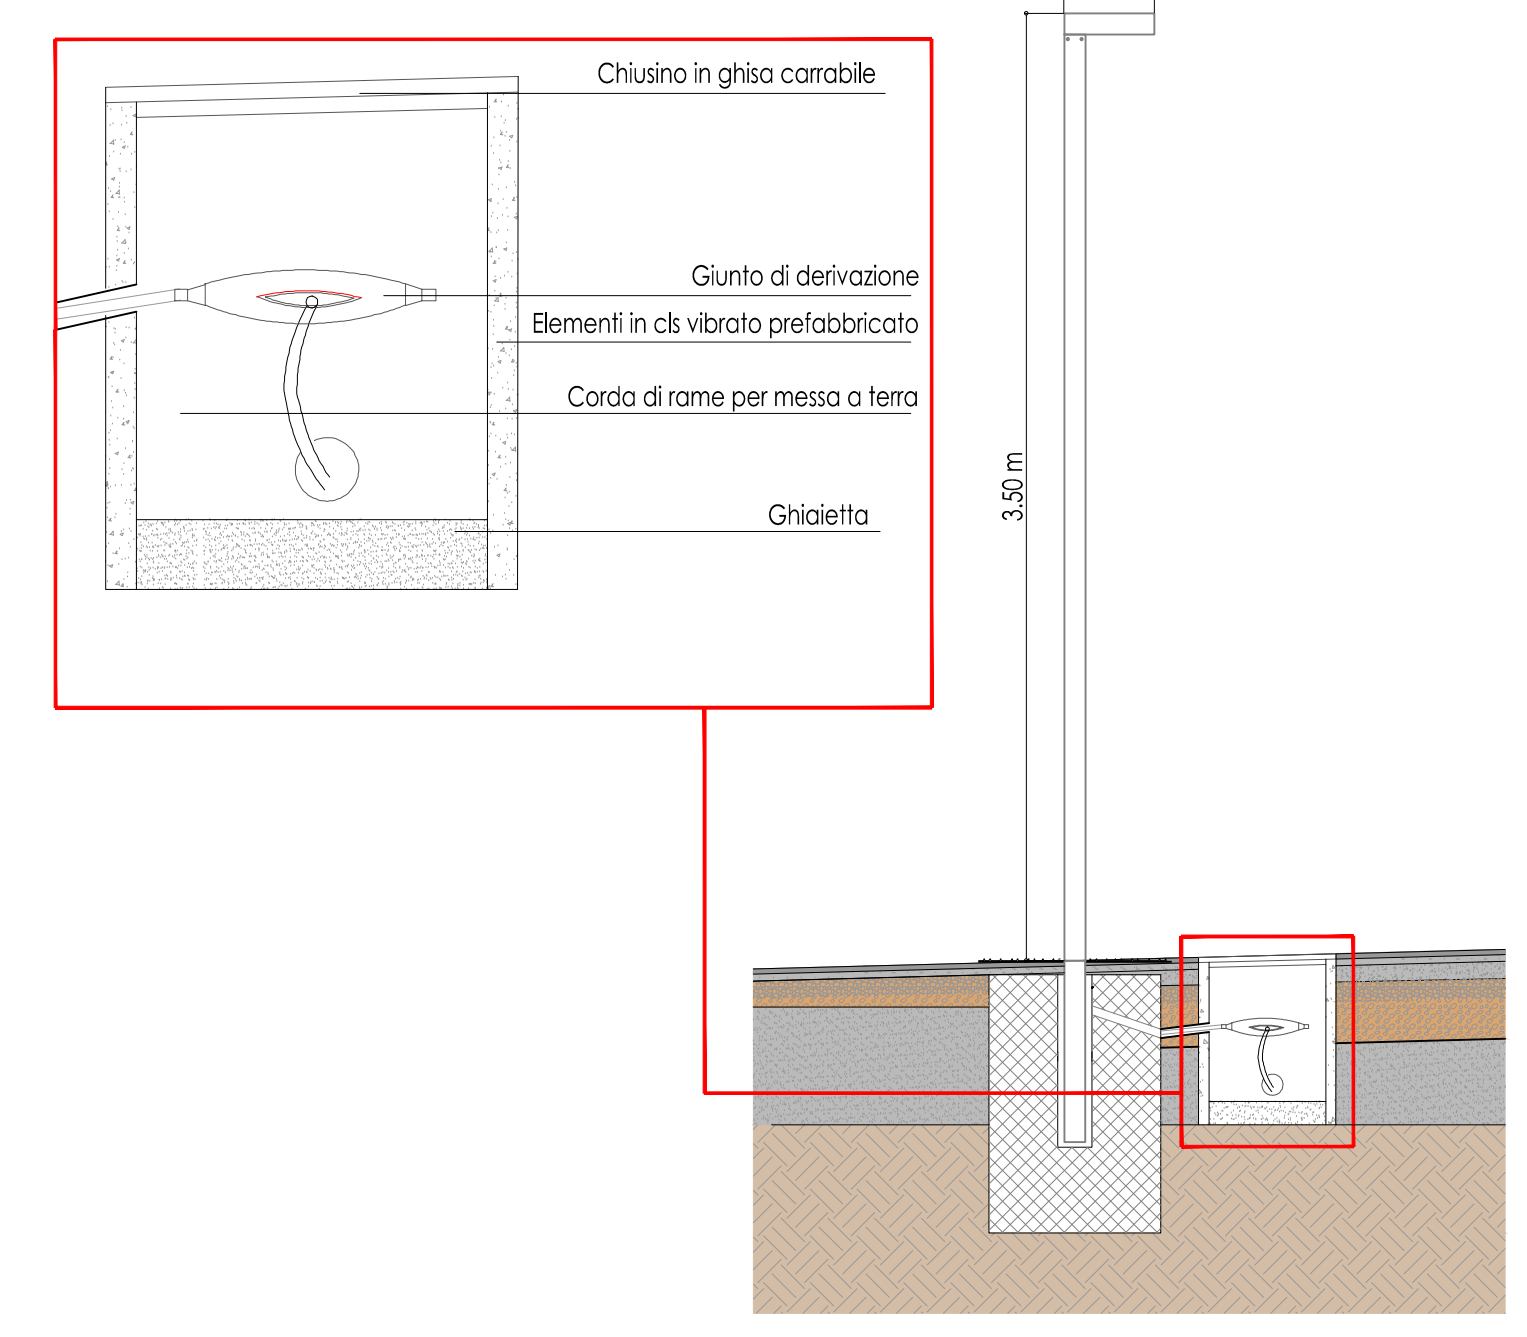 Chiusino in ghisa carrabile
Giunto di derivazione
Elementi in cls vibrato prefabbricato
Corda di rame per messa a terra
Ghiaietta
3.50 m